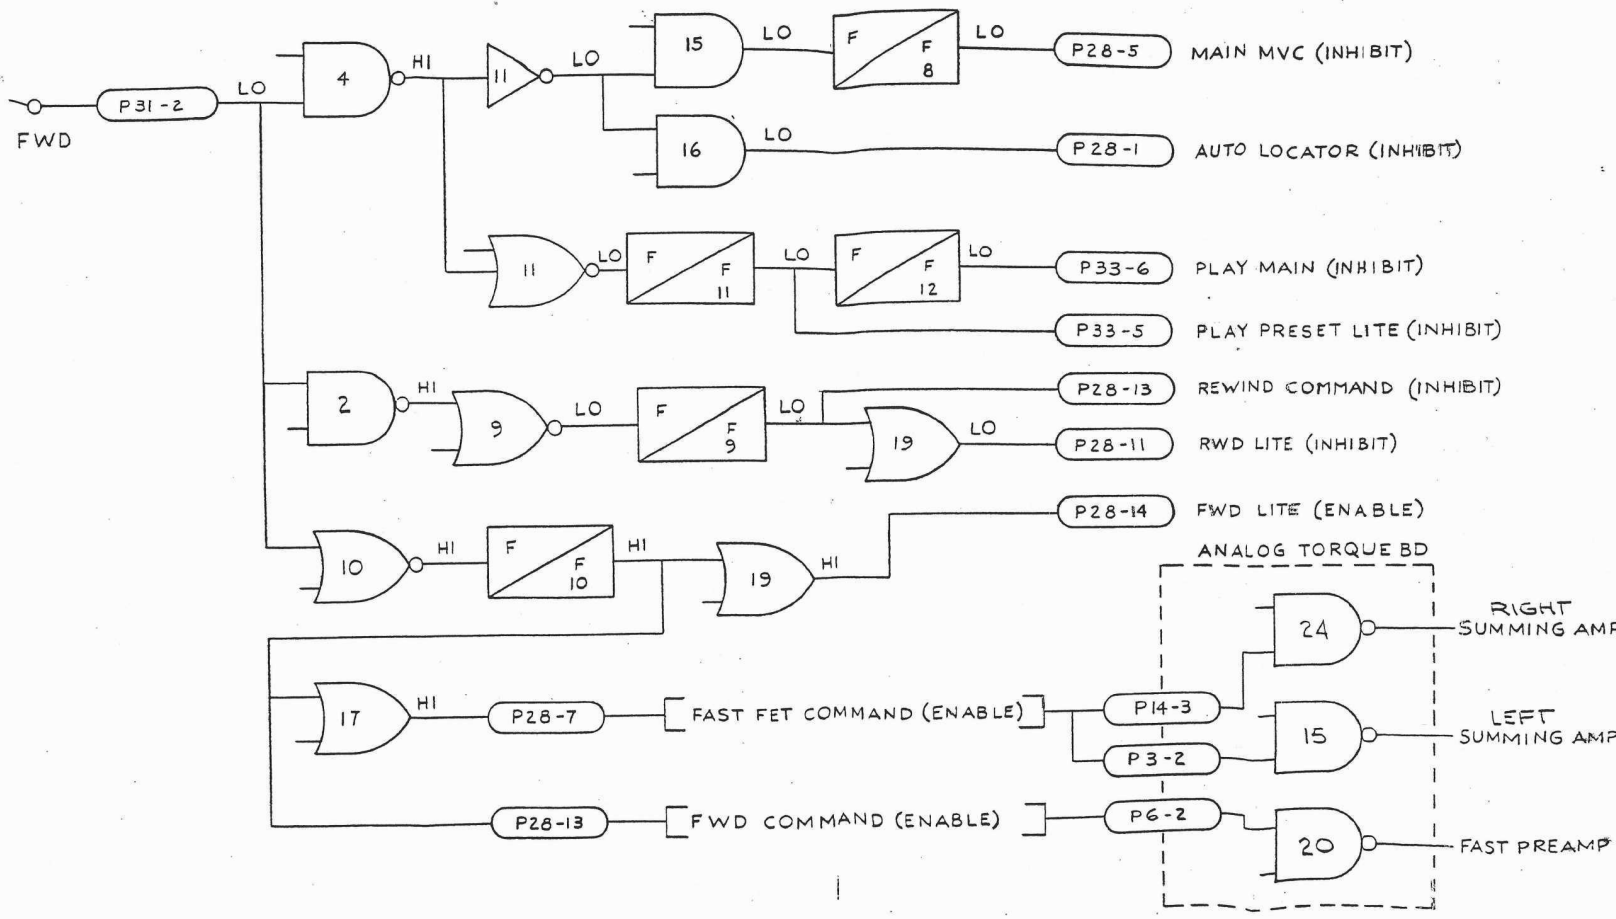 FWD
P31-2
LO
4
HI
11
LO
15
LO
F
F
8
LO
P28-5
MAIN MVC (INHIBIT)
16
LO
P28-1
AUTO LOCATOR (INHIBIT)
11
LO
F
F
11
LO
F
F
12
LO
P33-6
PLAY MAIN (INHIBIT)
P33-5
PLAY PRESET LITE (INHIBIT)
2
HI
9
LO
F
F
9
LO
P28-13
REWIND COMMAND (INHIBIT)
19
LO
P28-11
RWD LITE (INHIBIT)
10
HI
F
F
10
HI
19
HI
P28-14
FWD LITE (ENABLE)
ANALOG TORQUE BD
17
HI
P28-7
FAST FET COMMAND (ENABLE)
P14-3
24
RIGHT
SUMMING AMP
P3-2
15
LEFT
SUMMING AMP
P28-13
FWD COMMAND (ENABLE)
P6-2
20
FAST PREAMP